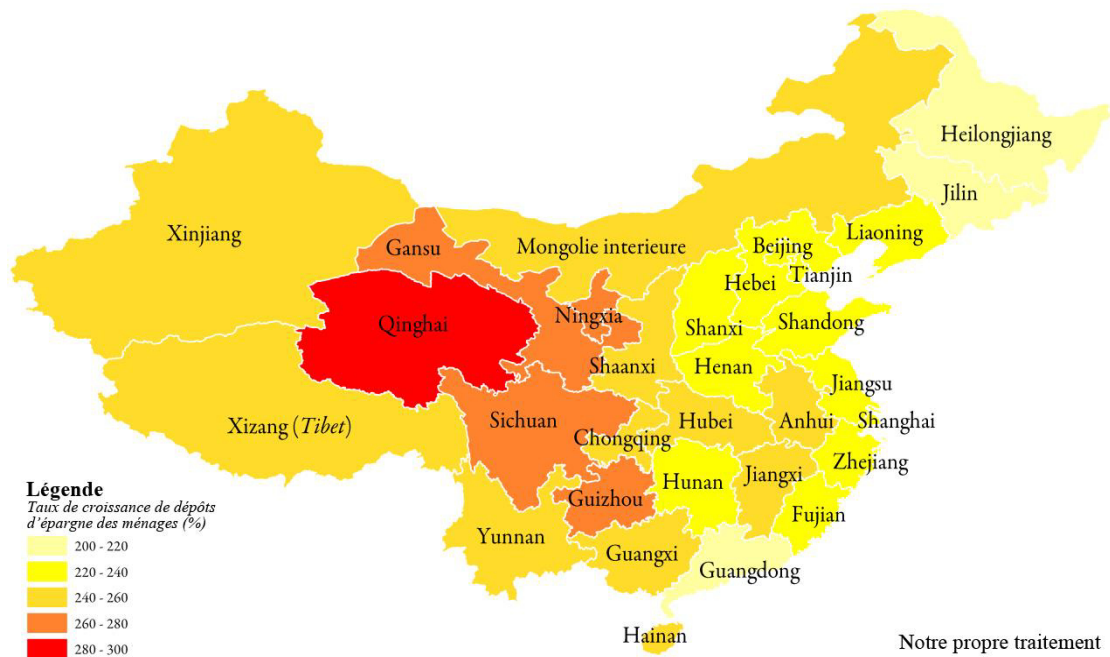 Heilongjiang
Jilin
Xinjiang
Gansu
Mongolie interieure
Beijing
Liaoning
Hebei
Tianjin
Qinghai
Ningxia
Shanxi
Shandong
Shaanxi
Henan
Jiangsu
Xizang (Tibet)
Sichuan
Hubei
Anhui
Shanghai
Chongqing
Zhejiang
Hunan
Jiangxi
Guizhou
Fujian
Yunnan
Guangxi
Guangdong
Hainan
Légende
Taux de croissance de dépôts
d'épargne des ménages (%)
200 - 220
220 - 240
240 - 260
260 - 280
280 - 300
Notre propre traitement